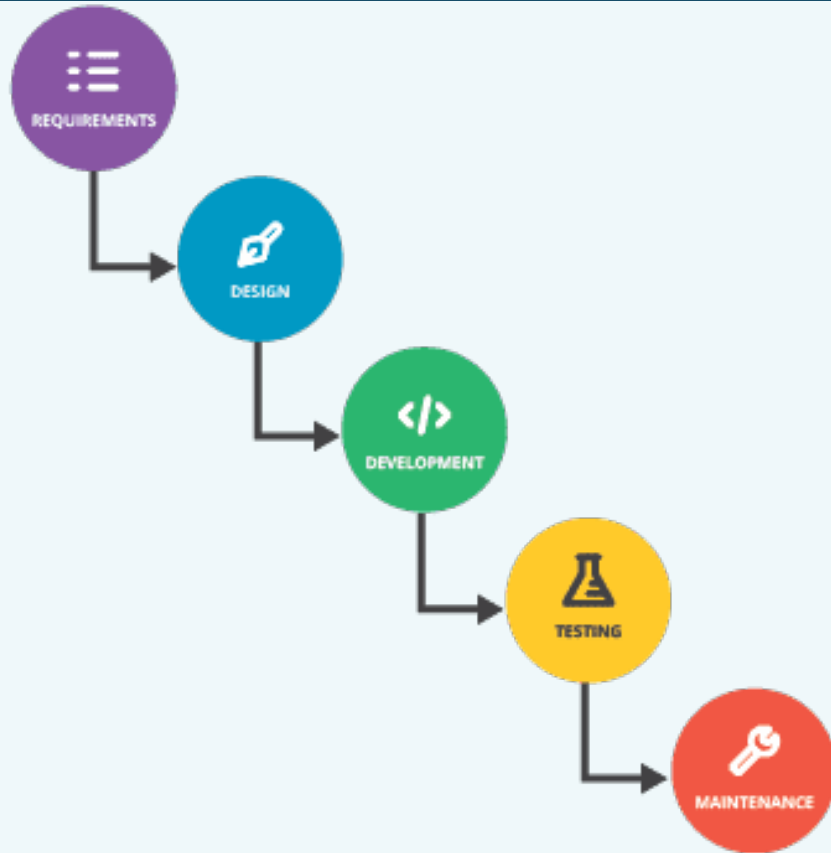 REQUIREMENTS
DESIGN
DEVELOPMENT
TESTING
MAINTENANCE